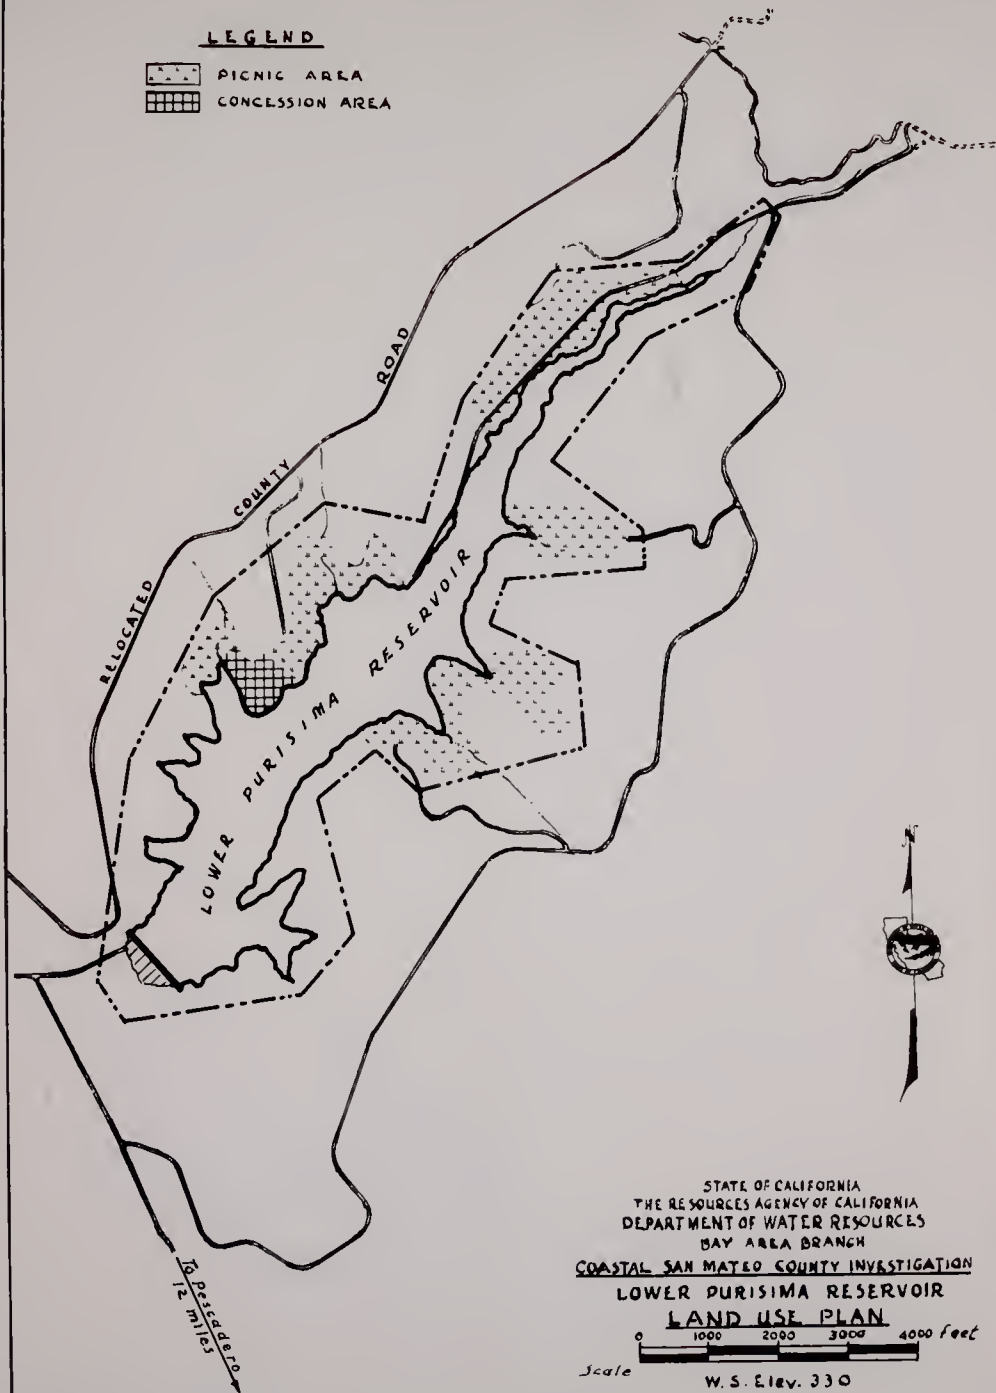 LEGEND
PICNIC AREA
CONCESSION AREA
RELOCATED COUNTY ROAD
LOWER PURISIMA RESERVOIR
N
To Pescadero
12 miles
STATE OF CALIFORNIA
THE RESOURCES AGENCY OF CALIFORNIA
DEPARTMENT OF WATER RESOURCES
BAY AREA BRANCH
COASTAL SAN MATEO COUNTY INVESTIGATION
LOWER PURISIMA RESERVOIR
LAND USE PLAN
0 1000 2000 3000 4000 Feet
Scale
W. S. Elev. 330